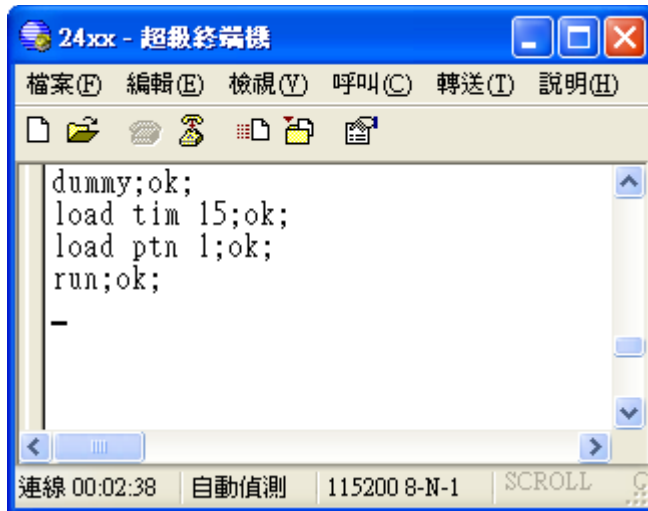 24xx - 超級終端機
檔案(F) 編輯(E) 檢視(V) 呼叫(C) 轉送(T) 說明(H)
dummy;ok;
load tim 15;ok;
load ptn 1;ok;
run;ok;
連線 00:02:38 自動偵測 115200 8-N-1 SCROLL